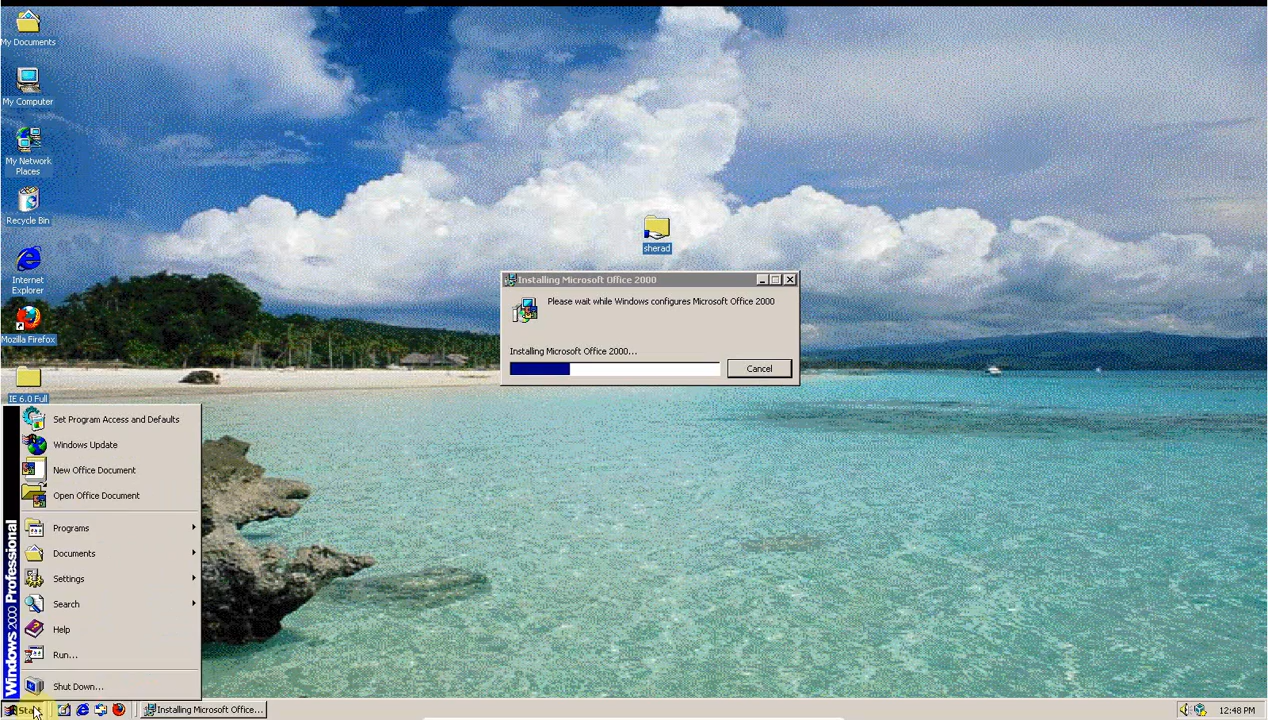 My Documents
My Computer
My Network
Places
Recycle Bin
Internet
Explorer
Mozilla Firefox
IE 6.0 Full
sherad
Installing Microsoft Office 2000
Please wait while Windows configures Microsoft Office 2000
Installing Microsoft Office 2000...
Cancel
Windows 2000 Professional
Set Program Access and Defaults
Windows Update
New Office Document
Open Office Document
Programs
Documents
Settings
Search
Help
Run...
Shut Down...
Start
Installing Microsoft Office...
12:48 PM